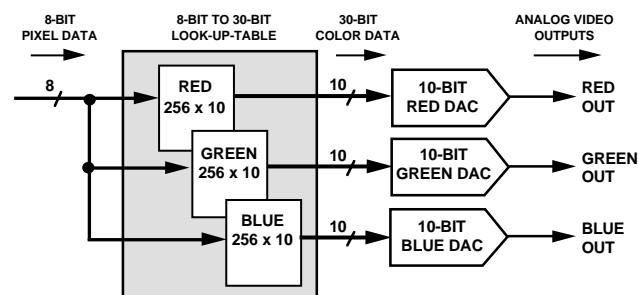 8-BIT
PIXEL DATA
8-BIT TO 30-BIT
LOOK-UP-TABLE
30-BIT
COLOR DATA
ANALOG VIDEO
OUTPUTS
8
RED
256 x 10
10
10-BIT
RED DAC
RED
OUT
GREEN
256 x 10
10
10-BIT
GREEN DAC
GREEN
OUT
BLUE
256 x 10
10
10-BIT
BLUE DAC
BLUE
OUT